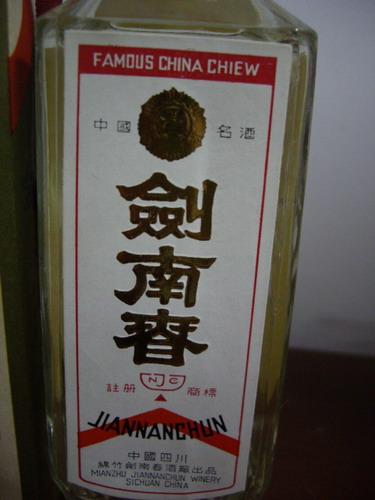 FAMOUS CHINA CHIEW
中國 名酒
劍南春
NC
註册 商標
JIANNANCHUN
中國四川
綿竹劍南春酒廠出品
MIANZHU JIANNANCHUN WINERY
SICHUAN CHINA